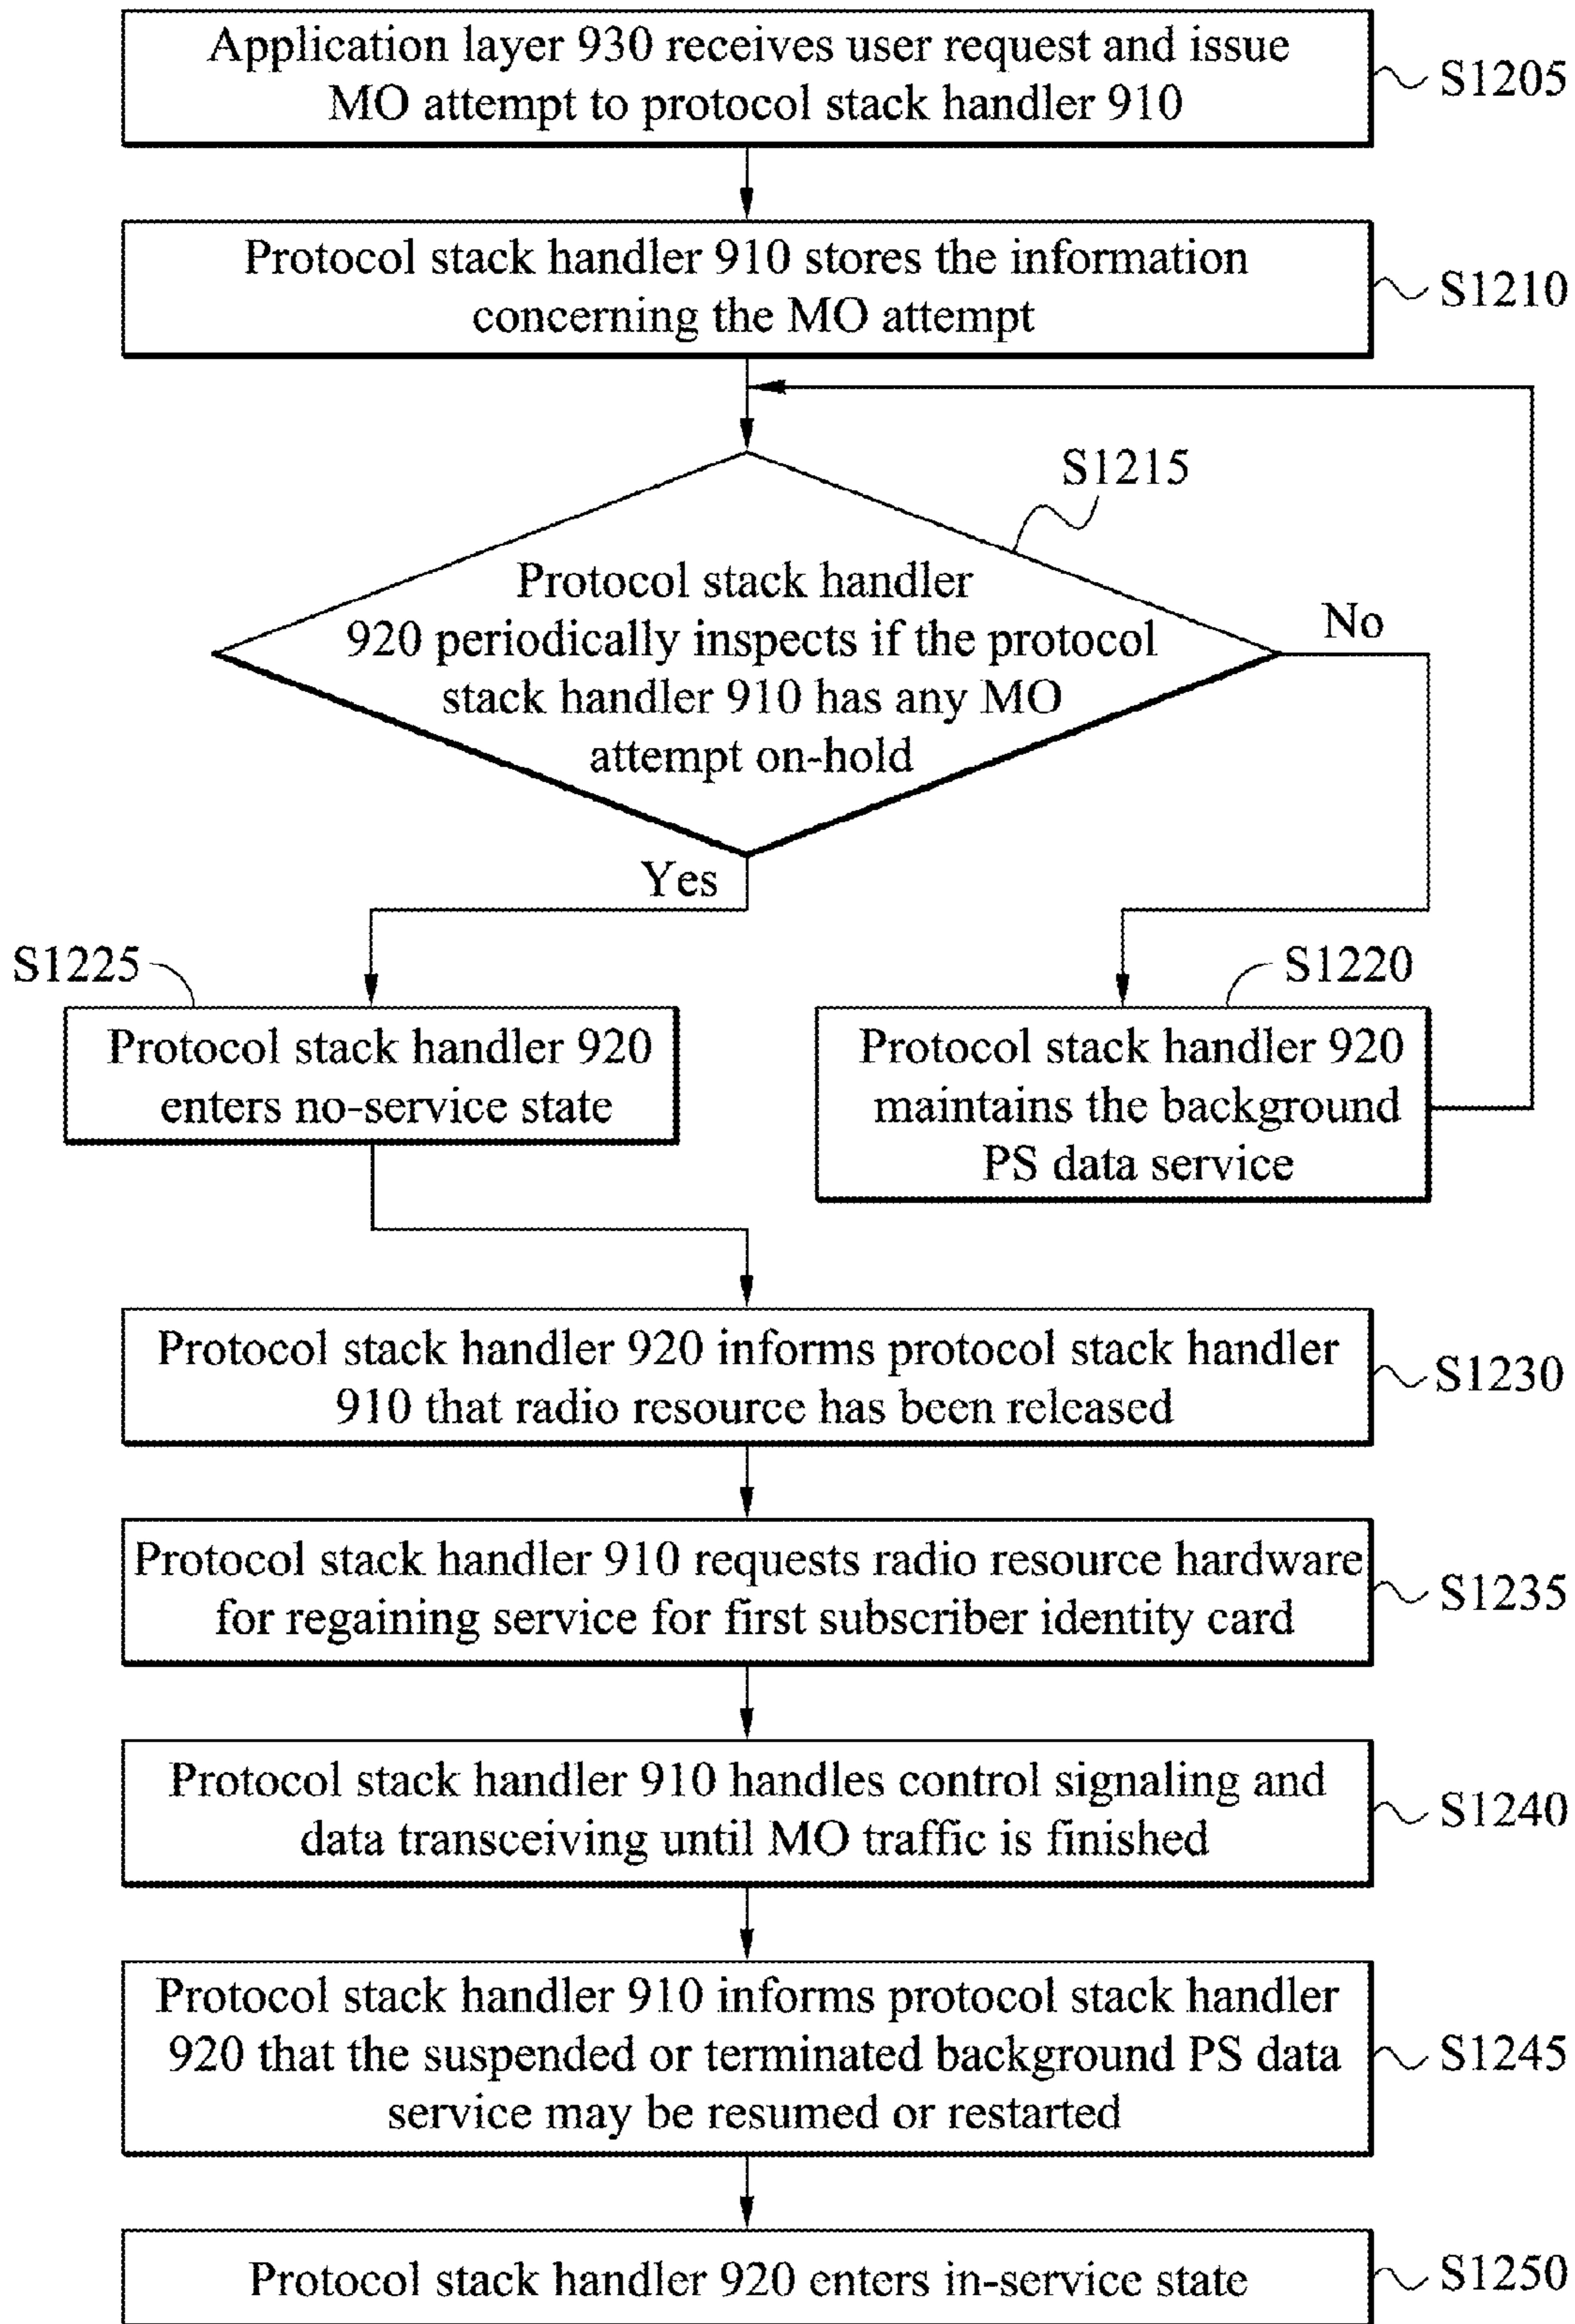 Application layer 930 receives user request and issue
MO attempt to protocol stack handler 910
S1205
Protocol stack handler 910 stores the information
concerning the MO attempt
S1210
S1215
Protocol stack handler
920 periodically inspects if the protocol
stack handler 910 has any MO
attempt on-hold
No
Yes
S1225
Protocol stack handler 920
enters no-service state
S1220
Protocol stack handler 920
maintains the background
PS data service
Protocol stack handler 920 informs protocol stack handler
910 that radio resource has been released
S1230
Protocol stack handler 910 requests radio resource hardware
for regaining service for first subscriber identity card
S1235
Protocol stack handler 910 handles control signaling and
data transceiving until MO traffic is finished
S1240
Protocol stack handler 910 informs protocol stack handler
920 that the suspended or terminated background PS data
service may be resumed or restarted
S1245
Protocol stack handler 920 enters in-service state
S1250